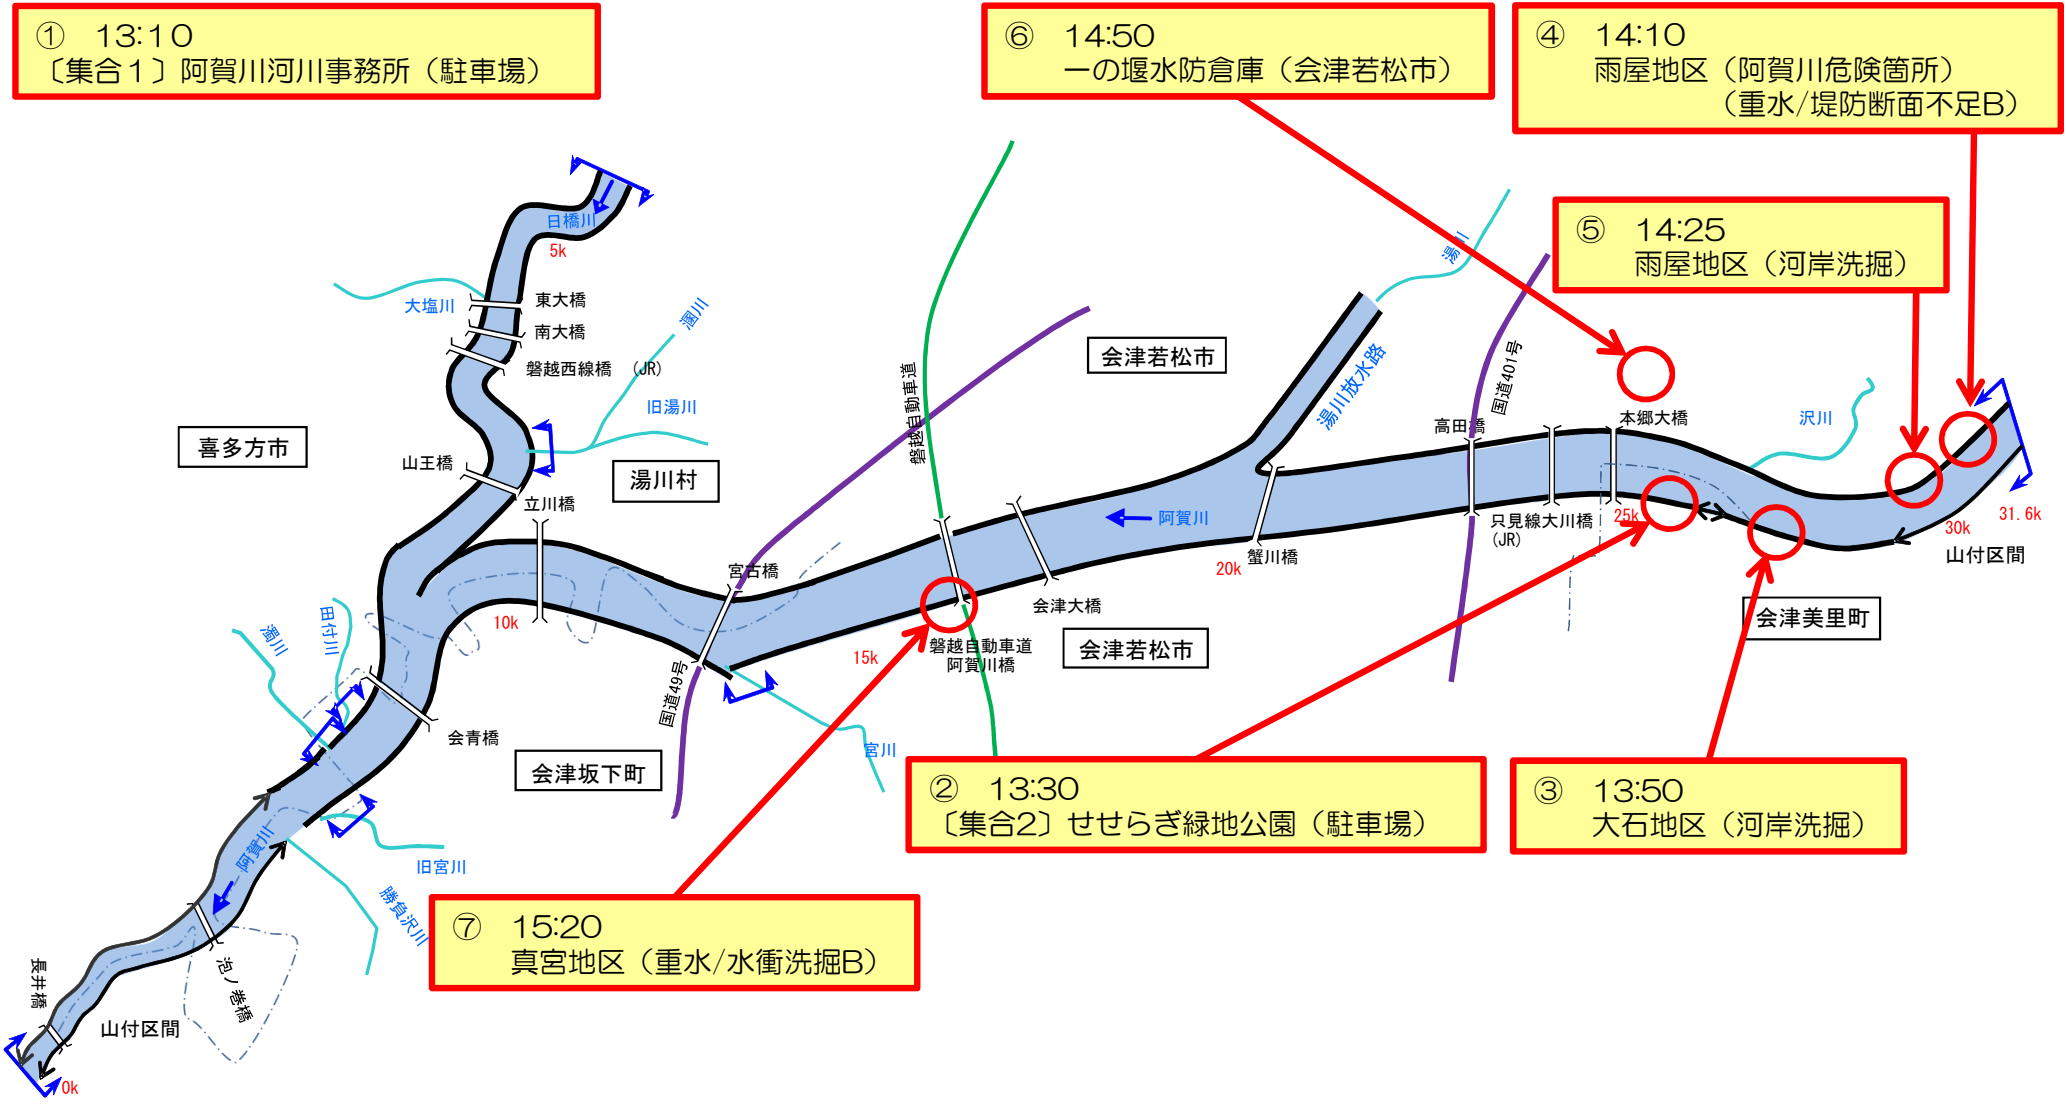 ① 13:10
〔集合１〕阿賀川河川事務所（駐車場）
⑥ 14:50
一の堰水防倉庫（会津若松市）
④ 14:10
雨屋地区（阿賀川危険箇所）
（重水/堤防断面不足B）
⑤ 14:25
雨屋地区（河岸洗掘）
日橋川
5k
大塩川
東大橋
南大橋
磐越西線橋 (JR)
旧湯川
喜多方市
山王橋
湯川村
立川橋
磐越自動車道
会津若松市
湯川
湯川放水路
国道401号
高田橋
本郷大橋
沢川
阿賀川
只見線大川橋
(JR)
25k
30k
31.6k
山付区間
20k
蟹川橋
宮古橋
会津大橋
10k
15k
磐越自動車道
阿賀川橋
会津若松市
会津美里町
田付川
濁川
国道49号
会青橋
会津坂下町
宮川
② 13:30
〔集合2〕せせらぎ緑地公園（駐車場）
③ 13:50
大石地区（河岸洗掘）
阿賀川
旧宮川
勝負沢川
⑦ 15:20
真宮地区（重水/水衝洗掘B）
長井橋
泡ノ巻橋
山付区間
0k